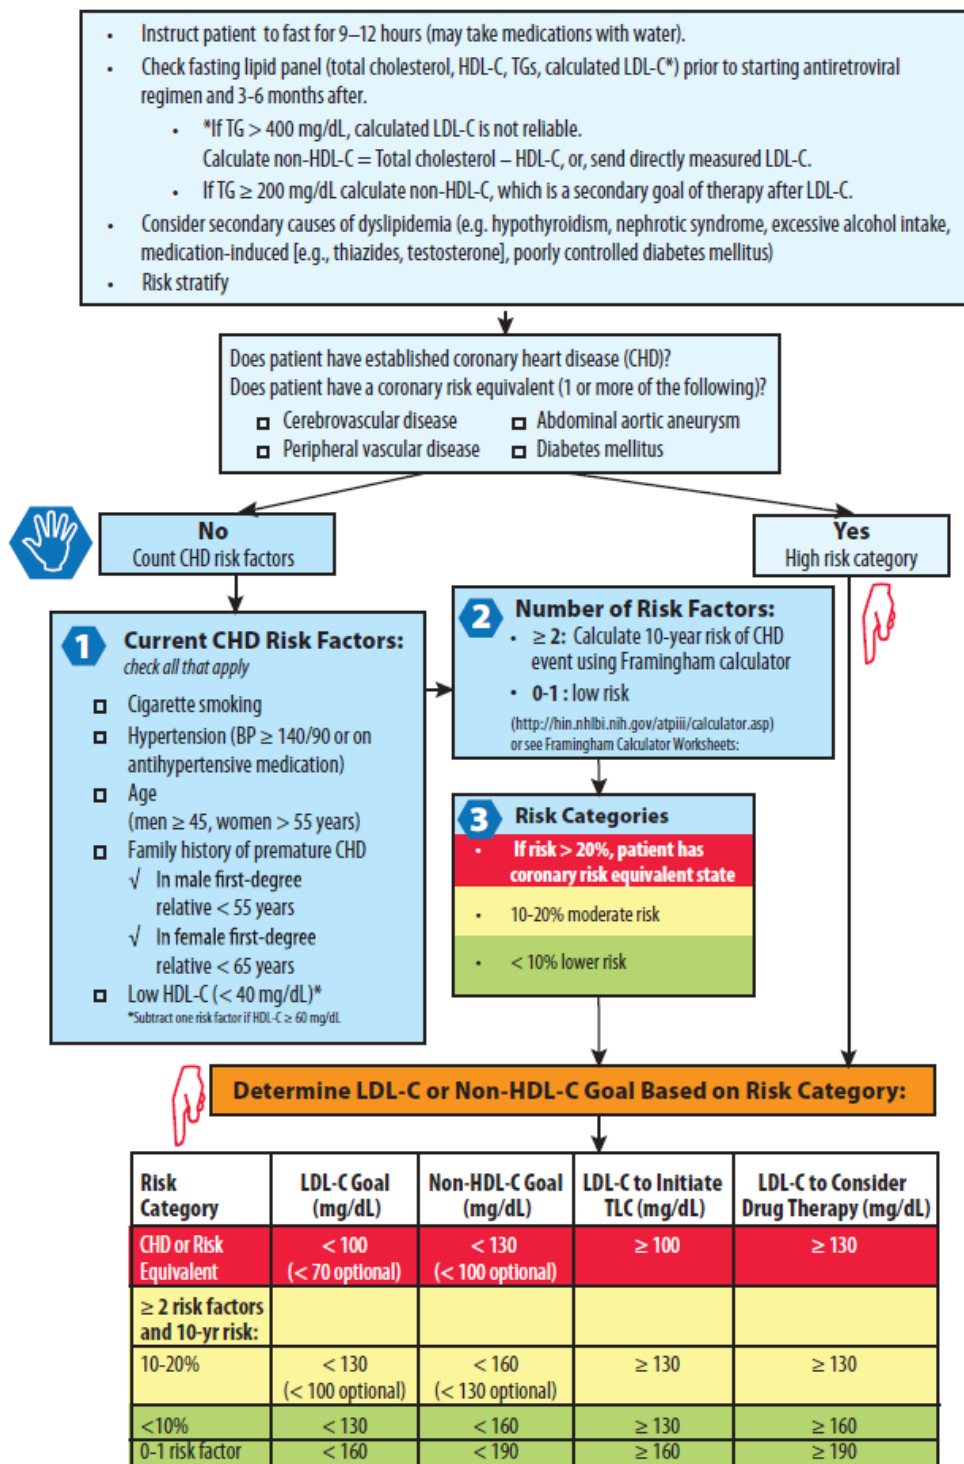 • Instruct patient to fast for 9–12 hours (may take medications with water).
• Check fasting lipid panel (total cholesterol, HDL-C, TGs, calculated LDL-C*) prior to starting antiretroviral
regimen and 3-6 months after.
• *If TG > 400 mg/dL, calculated LDL-C is not reliable.
Calculate non-HDL-C = Total cholesterol – HDL-C, or, send directly measured LDL-C.
• If TG ≥ 200 mg/dL calculate non-HDL-C, which is a secondary goal of therapy after LDL-C.
• Consider secondary causes of dyslipidemia (e.g. hypothyroidism, nephrotic syndrome, excessive alcohol intake,
medication-induced [e.g., thiazides, testosterone], poorly controlled diabetes mellitus)
• Risk stratify
Does patient have established coronary heart disease (CHD)?
Does patient have a coronary risk equivalent (1 or more of the following)?
Cerebrovascular disease Abdominal aortic aneurysm
Peripheral vascular disease Diabetes mellitus
No
Count CHD risk factors
Yes
High risk category
1 Current CHD Risk Factors:
check all that apply
Cigarette smoking
Hypertension (BP ≥ 140/90 or on
antihypertensive medication)
Age
(men ≥ 45, women > 55 years)
Family history of premature CHD
√ In male first-degree
relative < 55 years
√ In female first-degree
relative < 65 years
Low HDL-C (< 40 mg/dL)*
*Subtract one risk factor if HDL-C ≥ 60 mg/dL
2 Number of Risk Factors:
• ≥ 2: Calculate 10-year risk of CHD
event using Framingham calculator
• 0-1 : low risk
(http://hin.nhlbi.nih.gov/atpiii/calculator.asp)
or see Framingham Calculator Worksheets:
3 Risk Categories
• If risk > 20%, patient has
coronary risk equivalent state
• 10-20% moderate risk
• < 10% lower risk
Determine LDL-C or Non-HDL-C Goal Based on Risk Category:
Risk Category LDL-C Goal (mg/dL) Non-HDL-C Goal (mg/dL) LDL-C to Initiate TLC (mg/dL) LDL-C to Consider Drug Therapy (mg/dL)
CHD or Risk Equivalent < 100 (< 70 optional) < 130 (< 100 optional) ≥ 100 ≥ 130
≥ 2 risk factors and 10-yr risk:
10-20% < 130 (< 100 optional) < 160 (< 130 optional) ≥ 130 ≥ 130
<10% < 130 < 160 ≥ 130 ≥ 160
0-1 risk factor < 160 < 190 ≥ 160 ≥ 190